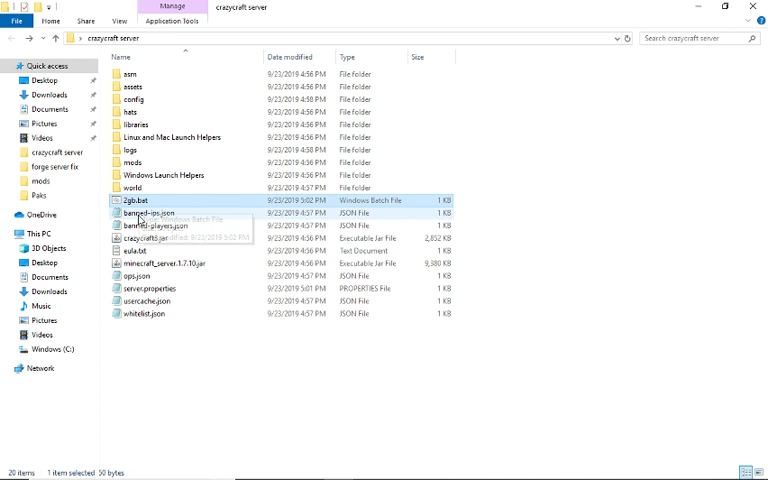 Manage
crazycraft server
File Home Share View Application Tools
crazycraft server
Search crazycraft server
Name Date modified Type Size
Quick access
Desktop
Downloads
Documents
Pictures
Videos
crazycraft server
forge server fix
mods
Paks
OneDrive
This PC
3D Objects
Desktop
Documents
Downloads
Music
Pictures
Videos
Windows (C:)
Network
asm 9/23/2019 4:56 PM File folder
assets 9/23/2019 4:56 PM File folder
config 9/23/2019 4:58 PM File folder
hats 9/23/2019 4:56 PM File folder
libraries 9/23/2019 4:56 PM File folder
Linux and Mac Launch Helpers 9/23/2019 4:56 PM File folder
logs 9/23/2019 4:58 PM File folder
mods 9/23/2019 4:56 PM File folder
Windows Launch Helpers 9/23/2019 4:56 PM File folder
world 9/23/2019 4:57 PM File folder
2gb.bat 9/23/2019 5:02 PM Windows Batch File 1 KB
banned-ips.json 9/23/2019 4:57 PM JSON File 1 KB
Windows Batch File
banned-players.json 9/23/2019 4:57 PM JSON File 1 KB
crazycraft3.jar 9/23/2019 4:56 PM Executable Jar File 2,852 KB
modified: 9/23/2019 5:02 PM
eula.txt 9/23/2019 4:56 PM Text Document 1 KB
minecraft_server.1.7.10.jar 9/23/2019 4:56 PM Executable Jar File 9,380 KB
ops.json 9/23/2019 4:57 PM JSON File 1 KB
server.properties 9/23/2019 5:01 PM PROPERTIES File 1 KB
usercache.json 9/23/2019 4:57 PM JSON File 1 KB
whitelist.json 9/23/2019 4:57 PM JSON File 1 KB
20 items 1 item selected 50 bytes